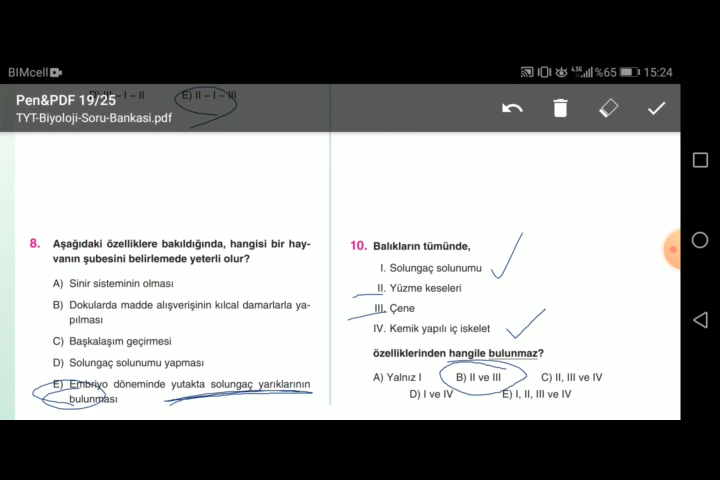 BIMcell
4.5G %65 15:24
D) III – I – II E) II – I – III
Pen&PDF 19/25
TYT-Biyoloji-Soru-Bankasi.pdf
8. Aşağıdaki özelliklere bakıldığında, hangisi bir hay-
vanın şubesini belirlemede yeterli olur?
A) Sinir sisteminin olması
B) Dokularda madde alışverişinin kılcal damarlarla ya-
pılması
C) Başkalaşım geçirmesi
D) Solungaç solunumu yapması
E) Embriyo döneminde yutakta solungaç yarıklarının
bulunması
10. Balıkların tümünde,
I. Solungaç solunumu
II. Yüzme keseleri
III. Çene
IV. Kemik yapılı iç iskelet
özelliklerinden hangile bulunmaz?
A) Yalnız I B) II ve III C) II, III ve IV
D) I ve IV E) I, II, III ve IV